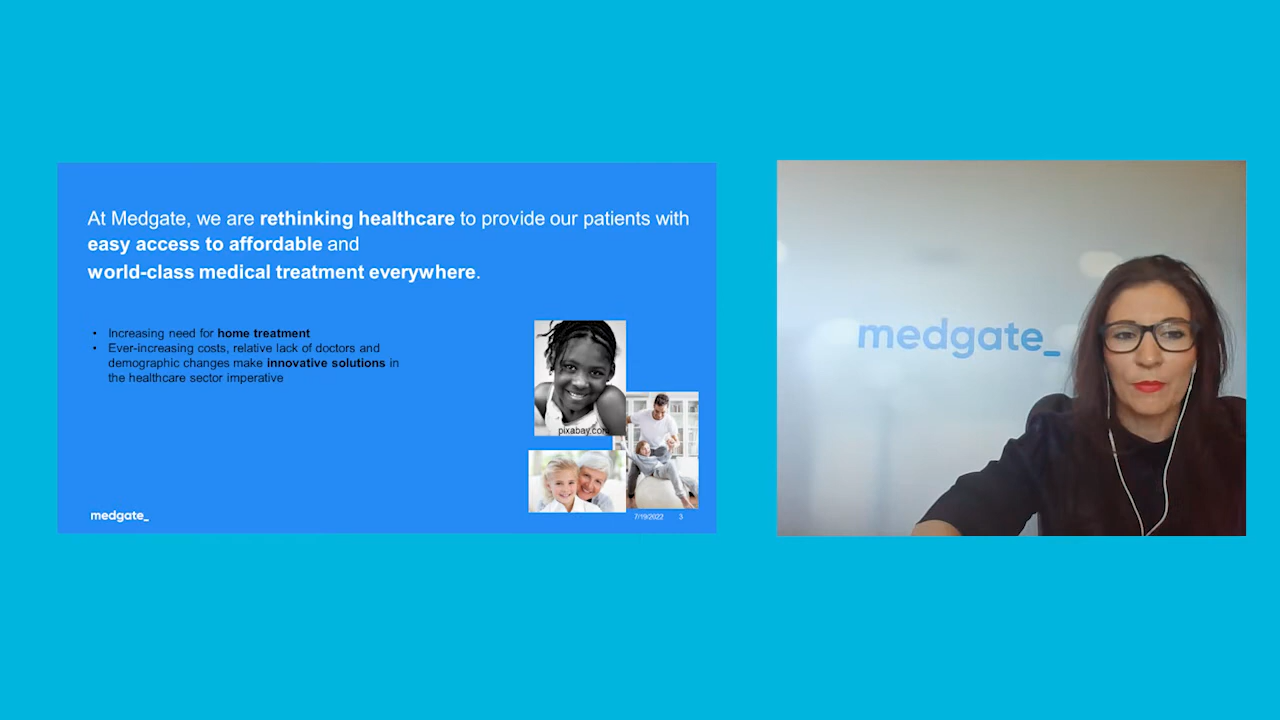 At Medgate, we are rethinking healthcare to provide our patients with
easy access to affordable and
world-class medical treatment everywhere.
• Increasing need for home treatment
• Ever-increasing costs, relative lack of doctors and
demographic changes make innovative solutions in
the healthcare sector imperative
pixabay.com
medgate_
7/19/2022 3
medgate_